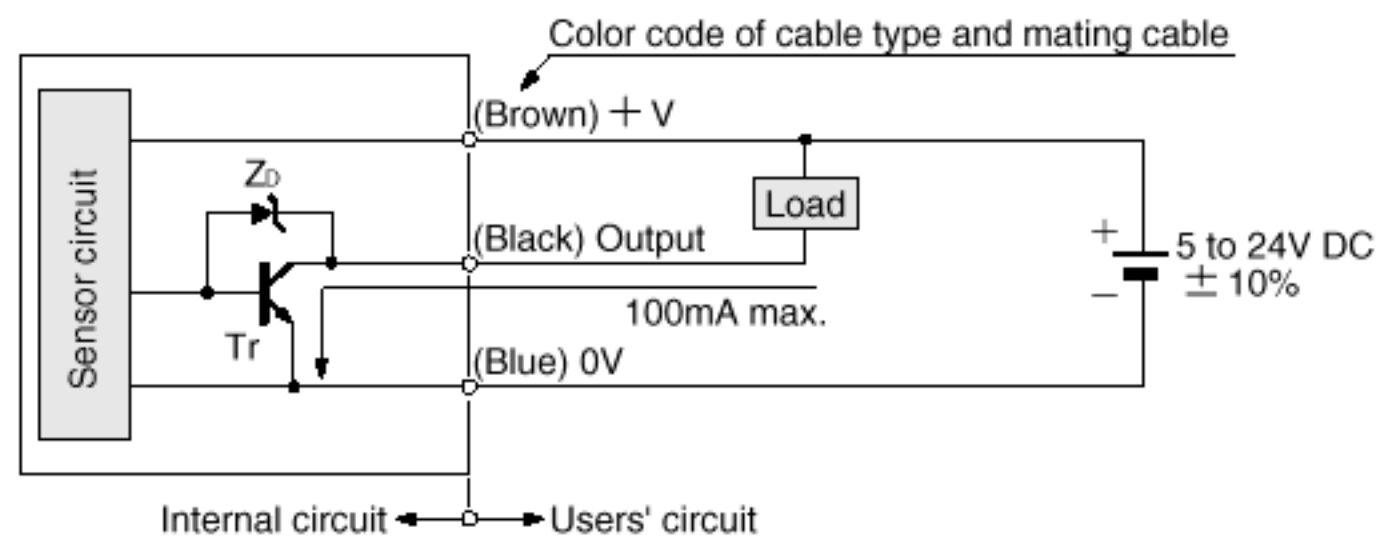 Color code of cable type and mating cable
(Brown) + V
Sensor circuit
ZD
Load
(Black) Output
+
5 to 24V DC
− ± 10%
100mA max.
Tr
(Blue) 0V
Internal circuit
Users' circuit